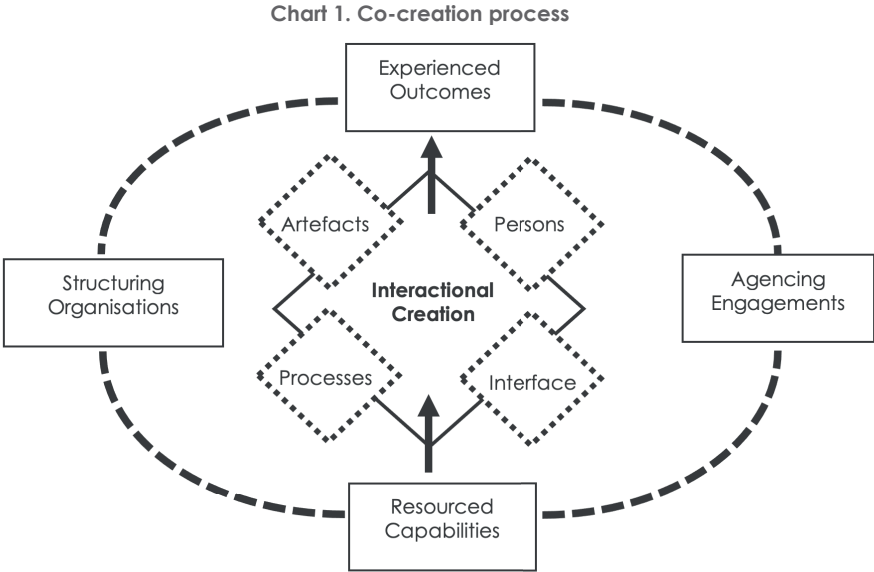 Chart 1. Co-creation process
Experienced
Outcomes
Artefacts
Persons
Structuring
Organisations
Interactional
Creation
Agencing
Engagements
Processes
Interface
Resourced
Capabilities